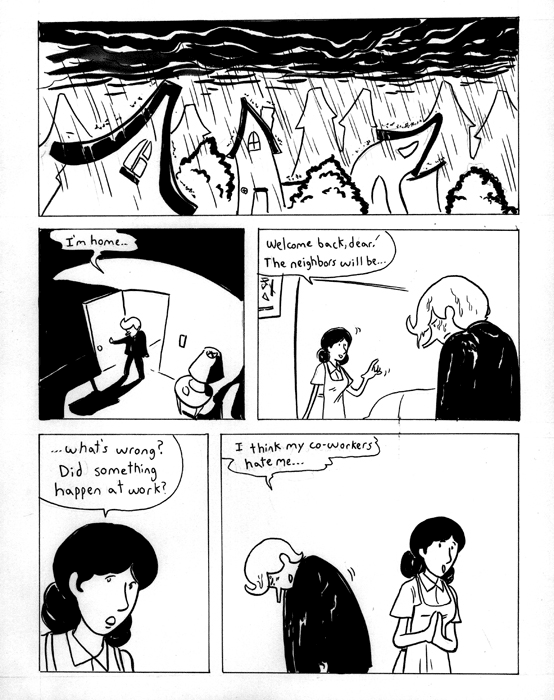 I'm home..
Welcome back, dear!
The neighbors will be...
...what's wrong?
Did something
happen at work?
I think my co-workers
hate me...